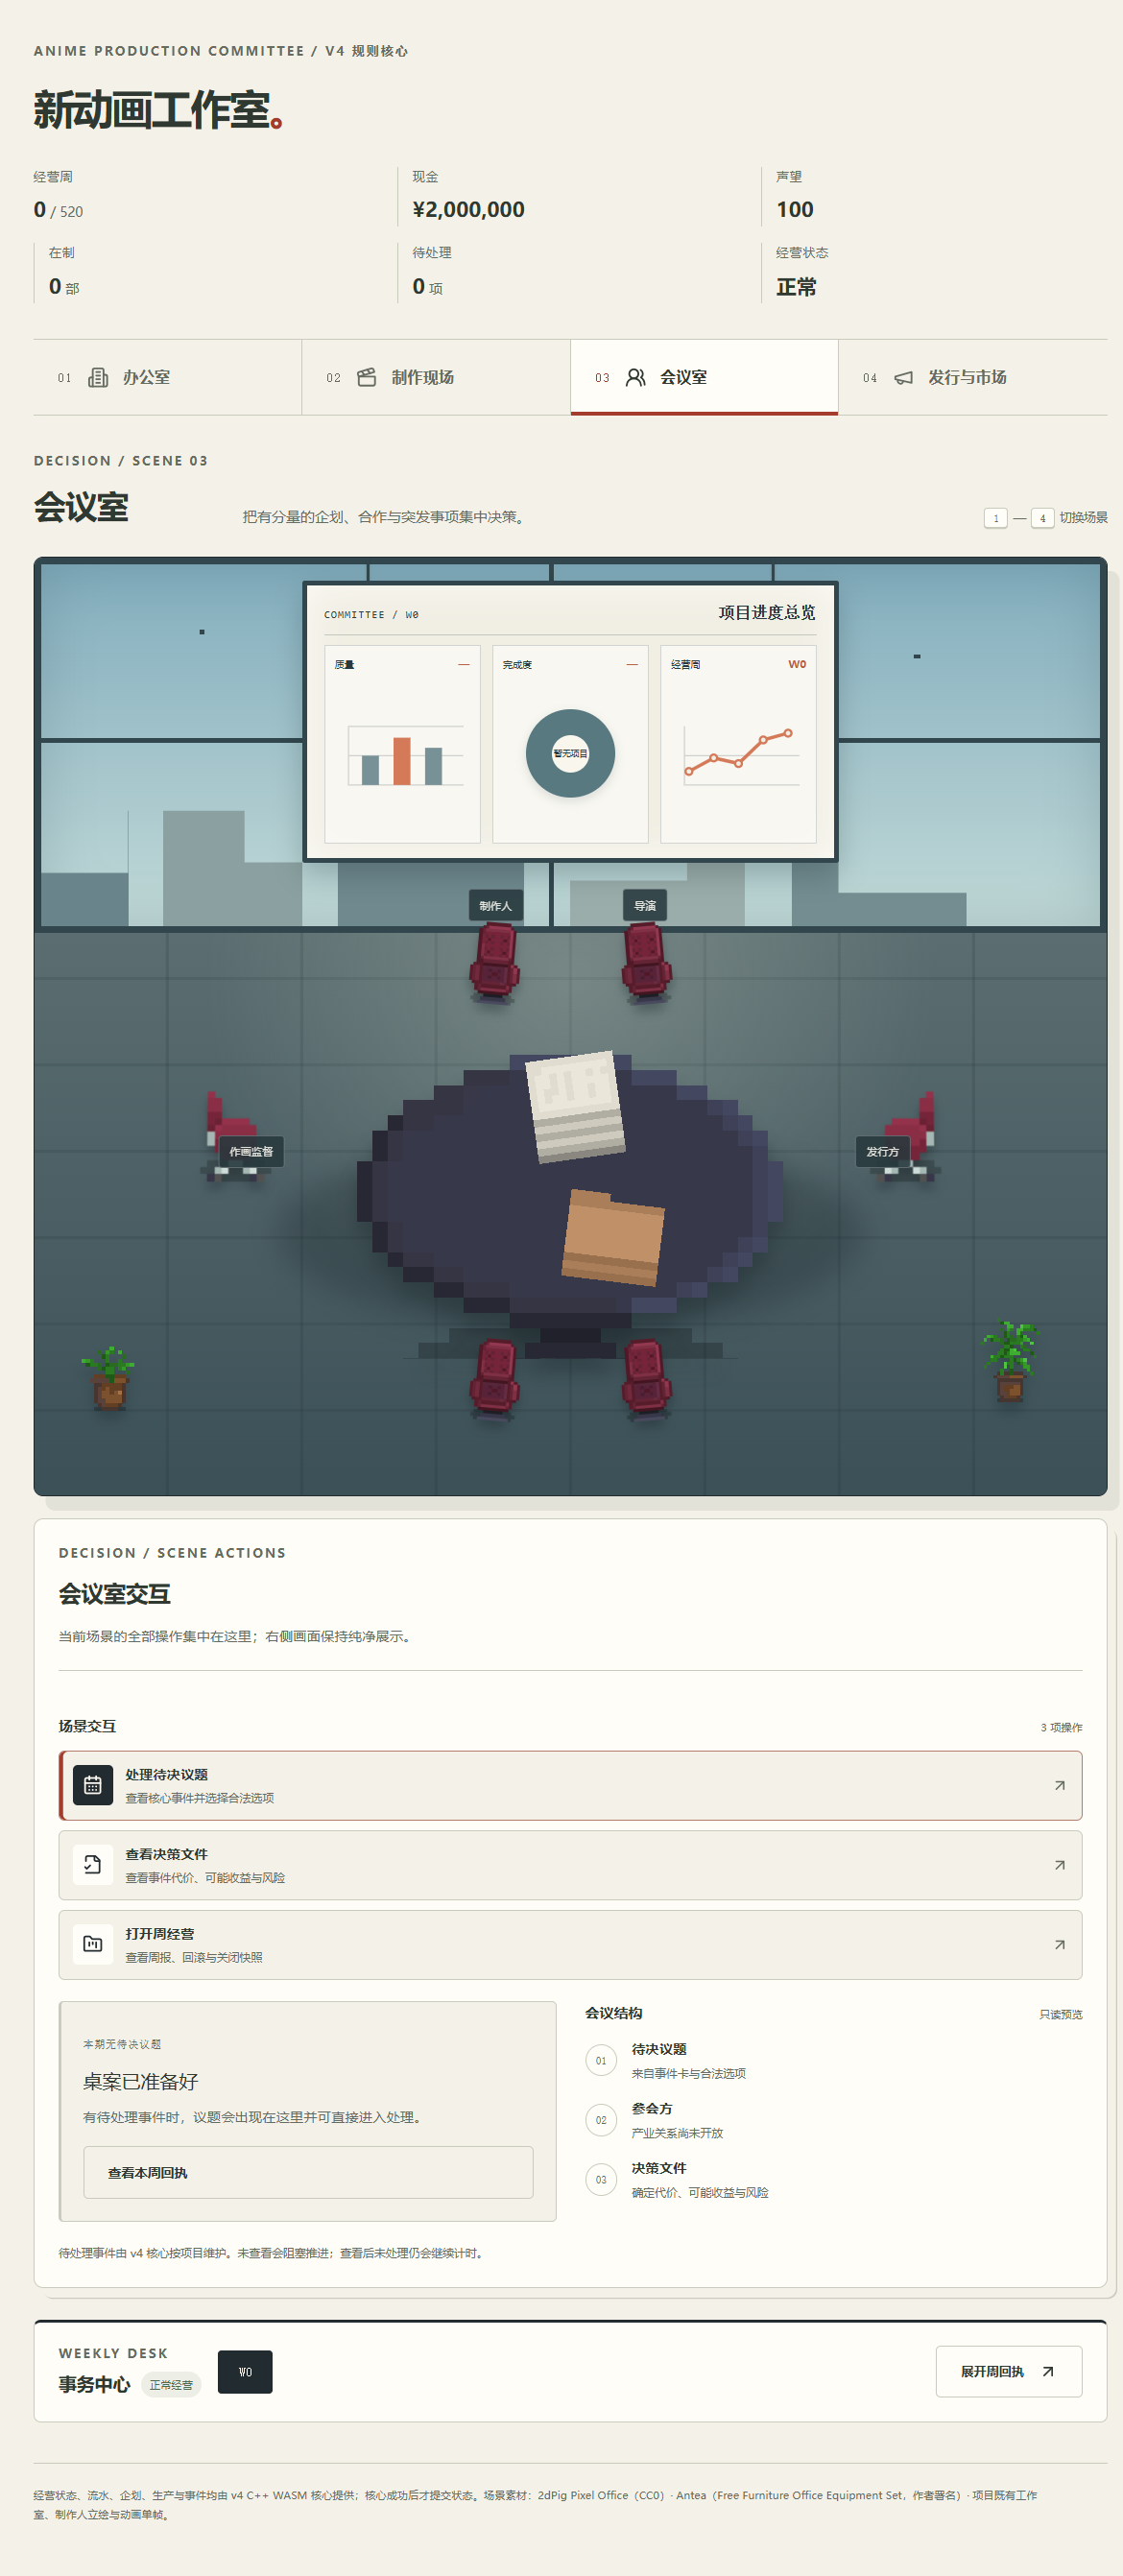 ANIME PRODUCTION COMMITTEE / V4 规则核心
新动画工作室。
经营周
0 / 520
现金
¥2,000,000
声望
100
在制
0 部
待处理
0 项
经营状态
正常
01 办公室
02 制作现场
03 会议室
04 发行与市场
DECISION / SCENE 03
会议室
把有分量的企划、合作与突发事项集中决策。
1 — 4 切换场景
COMMITTEE / W0
项目进度总览
质量 —
完成度 —
经营周 W0
暂无项目
制作人
导演
作画监督
发行方
DECISION / SCENE ACTIONS
会议室交互
当前场景的全部操作集中在这里；右侧画面保持纯净展示。
场景交互
3 项操作
处理待决议题
查看核心事件并选择合法选项
查看决策文件
查看事件代价、可能收益与风险
打开周经营
查看周报、回滚与关闭快照
本期无待决议题
桌案已准备好
有待处理事件时，议题会出现在这里并可直接进入处理。
查看本周回执
会议结构
只读预览
01 待决议题
来自事件卡与合法选项
02 参会方
产业关系尚未开放
03 决策文件
确定代价、可能收益与风险
待处理事件由 v4 核心按项目维护。未查看会阻塞推进；查看后未处理仍会继续计时。
WEEKLY DESK
事务中心 正常经营
W0
展开周回执
经营状态、流水、企划、生产与事件均由 v4 C++ WASM 核心提供；核心成功后才提交状态。场景素材：2dPig Pixel Office（CC0）· Antea（Free Furniture Office Equipment Set，作者署名）· 项目既有工作
室、制作人立绘与动画单帧。